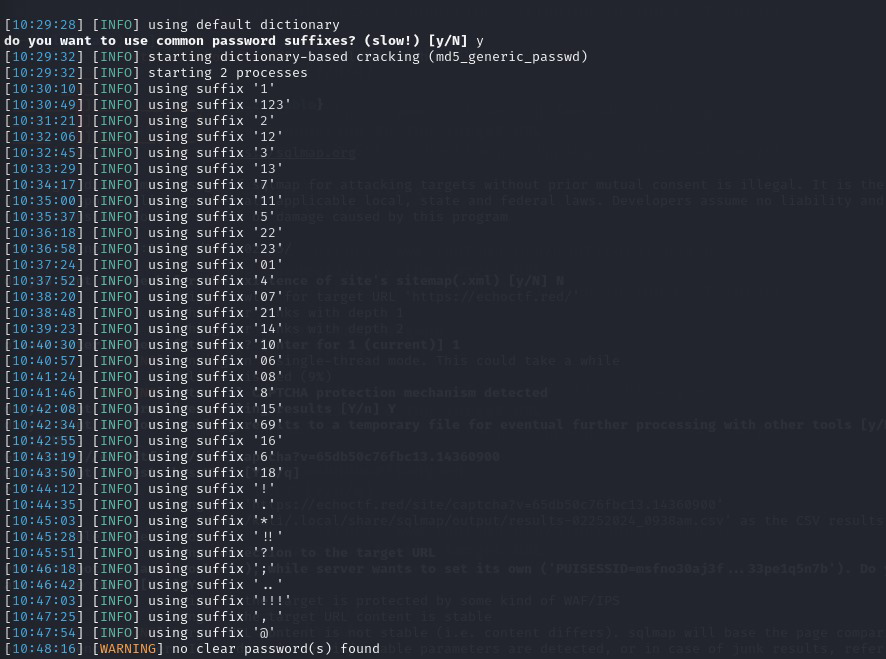 [10:29:28] [INFO] using default dictionary
do you want to use common password suffixes? (slow!) [y/N] y
[10:29:32] [INFO] starting dictionary-based cracking (md5_generic_passwd)
[10:29:32] [INFO] starting 2 processes
[10:30:10] [INFO] using suffix '1'
[10:30:49] [INFO] using suffix '123'
[10:31:21] [INFO] using suffix '2'
[10:32:06] [INFO] using suffix '12'
[10:32:45] [INFO] using suffix '3'
[10:33:29] [INFO] using suffix '13'
[10:34:17] [INFO] using suffix '7'
[10:35:00] [INFO] using suffix '11'
[10:35:37] [INFO] using suffix '5'
[10:36:18] [INFO] using suffix '22'
[10:36:58] [INFO] using suffix '23'
[10:37:24] [INFO] using suffix '01'
[10:37:52] [INFO] using suffix '4'
[10:38:20] [INFO] using suffix '07'
[10:38:48] [INFO] using suffix '21'
[10:39:23] [INFO] using suffix '14'
[10:40:30] [INFO] using suffix '10'
[10:40:57] [INFO] using suffix '06'
[10:41:24] [INFO] using suffix '08'
[10:41:46] [INFO] using suffix '8'
[10:42:08] [INFO] using suffix '15'
[10:42:34] [INFO] using suffix '69'
[10:42:55] [INFO] using suffix '16'
[10:43:19] [INFO] using suffix '6'
[10:43:50] [INFO] using suffix '18'
[10:44:12] [INFO] using suffix '!'
[10:44:35] [INFO] using suffix '.'
[10:45:03] [INFO] using suffix '*'
[10:45:28] [INFO] using suffix '!!'
[10:45:51] [INFO] using suffix '?'
[10:46:18] [INFO] using suffix ';'
[10:46:42] [INFO] using suffix '..'
[10:47:03] [INFO] using suffix '!!!'
[10:47:25] [INFO] using suffix ','
[10:47:54] [INFO] using suffix '@'
[10:48:16] [WARNING] no clear password(s) found